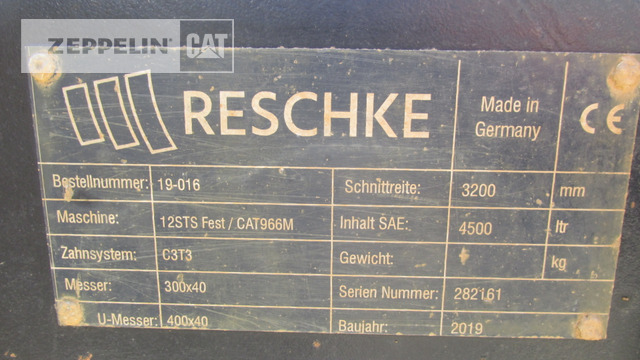 ZEPPELIN CAT
RESCHKE
Made in
Germany
CE
Bestellnummer: 19-016 Schnittreite: 3200 mm
Maschine: 12STS Fest / CAT966M Inhalt SAE: 4500 ltr
Zahnsystem: C3T3 Gewicht: kg
Messer: 300x40 Serien Nummer: 282161
U-Messer: 400x40 Baujahr: 2019